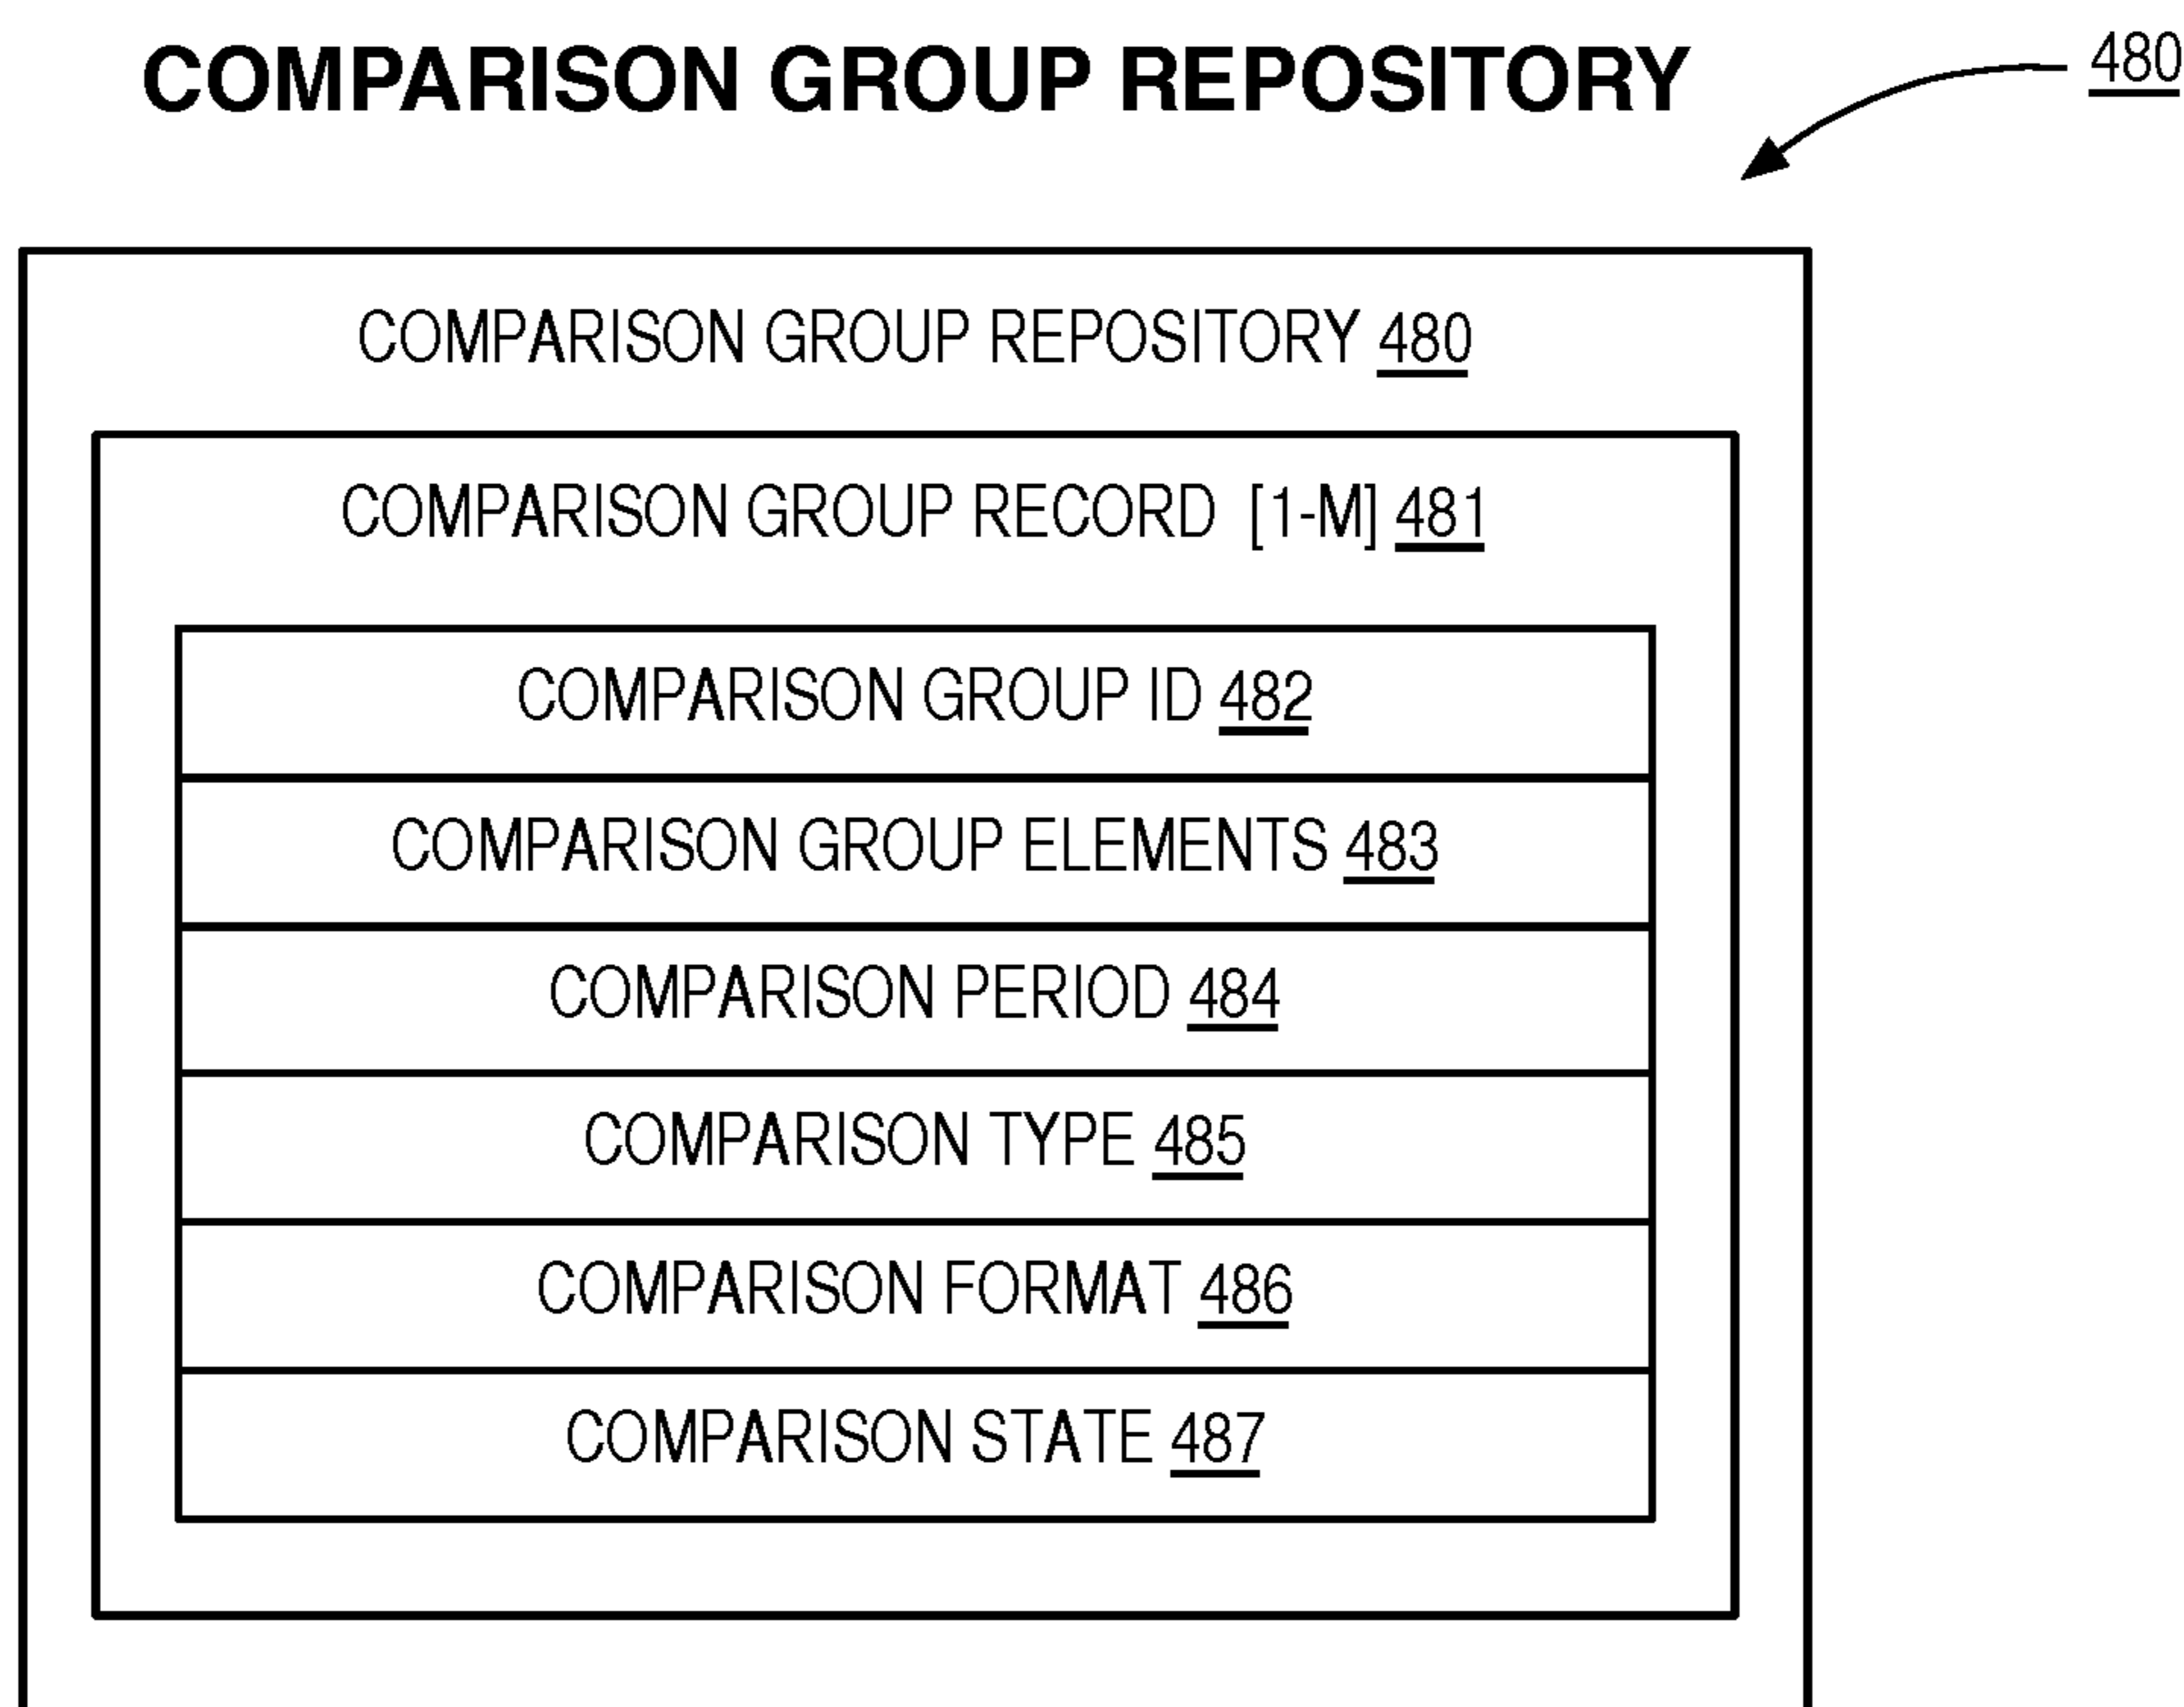 COMPARISON GROUP REPOSITORY
480
COMPARISON GROUP REPOSITORY 480
COMPARISON GROUP RECORD [1-M] 481
COMPARISON GROUP ID 482
COMPARISON GROUP ELEMENTS 483
COMPARISON PERIOD 484
COMPARISON TYPE 485
COMPARISON FORMAT 486
COMPARISON STATE 487